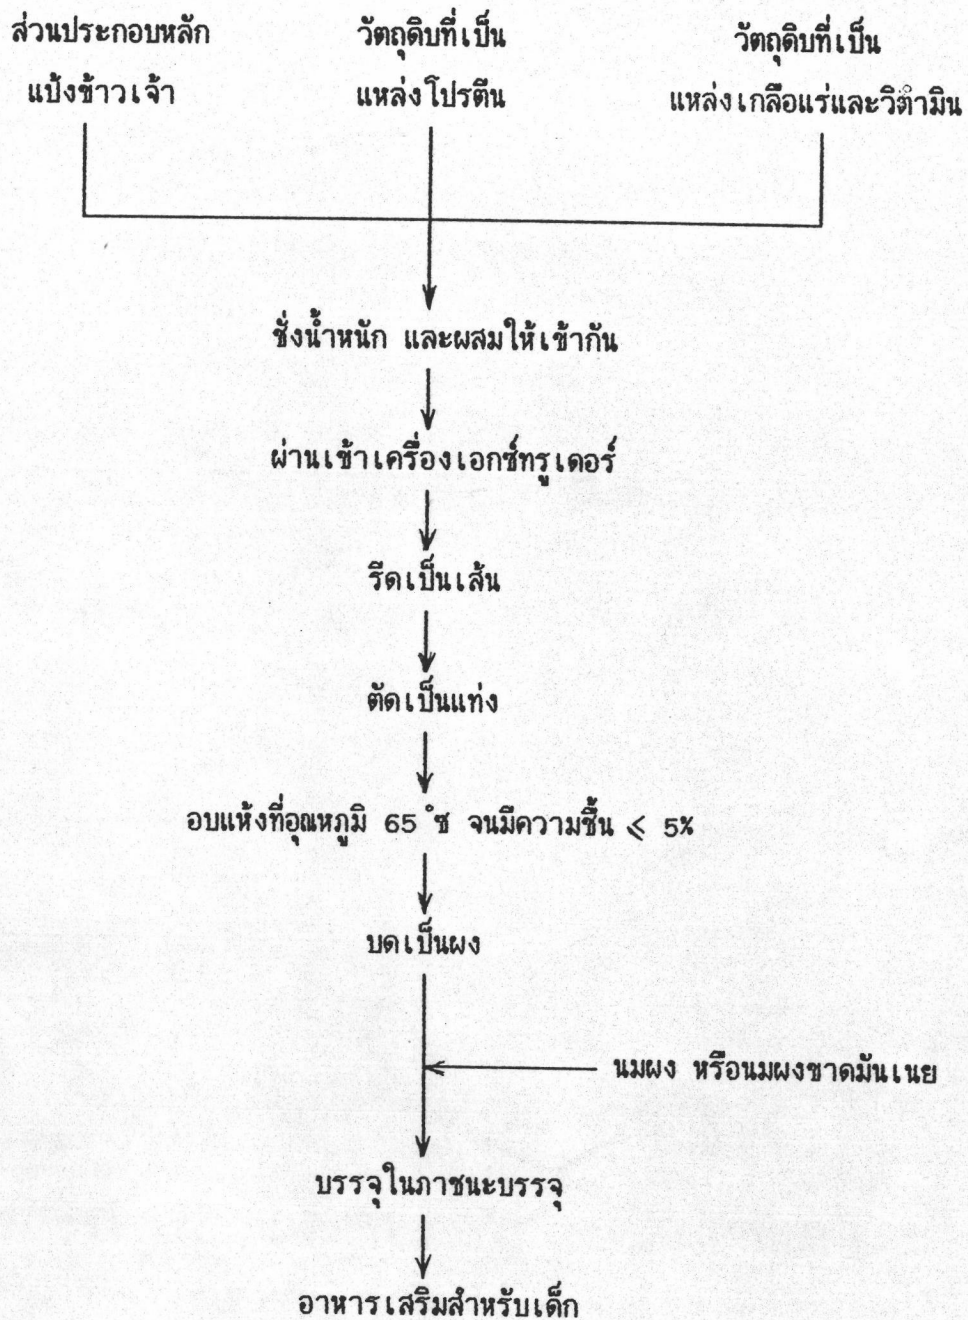 ส่วนประกอบหลัก
แป้งข้าวเจ้า
วัตถุดิบที่เป็น
แหล่งโปรตีน
วัตถุดิบที่เป็น
แหล่งเกลือแร่และวิตามิน
ชั่งน้ำหนัก และผสมให้เข้ากัน
ผ่านเข้าเครื่องเอกซ์ทรูเดอร์
รีดเป็นเส้น
ตัดเป็นแท่ง
อบแห้งที่อุณหภูมิ 65 °ซ จนมีความชื้น ≤ 5%
บดเป็นผง
นมผง หรือนมผงขาดมันเนย
บรรจุในภาชนะบรรจุ
อาหารเสริมสำหรับเด็ก